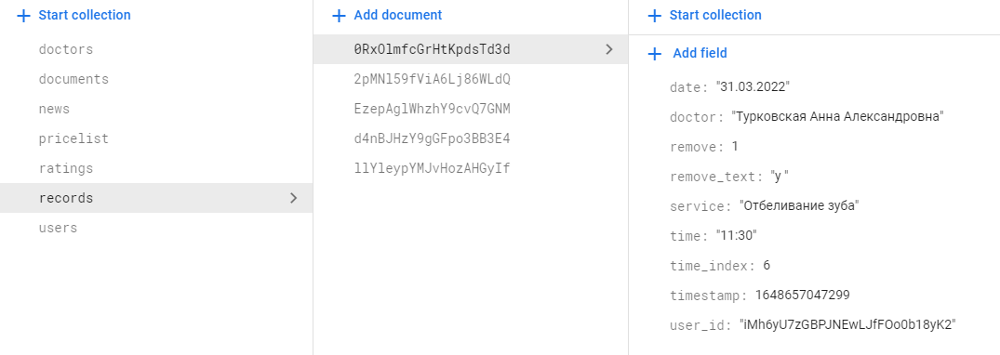 Start collection
doctors
documents
news
pricelist
ratings
records
users
Add document
0RxOlmfcGrHtKpdsTd3d
2pMNl59fViA6Lj86WLdQ
EzepAglWhzhY9cvQ7GNM
d4nBJHzY9gGFpo3BB3E4
llYleypYMJvHozAHGyIf
Start collection
Add field
date: "31.03.2022"
doctor: "Турковская Анна Александровна"
remove: 1
remove_text: "у "
service: "Отбеливание зуба"
time: "11:30"
time_index: 6
timestamp: 1648657047299
user_id: "iMh6yU7zGBPJNEwLJfFOo0b18yK2"